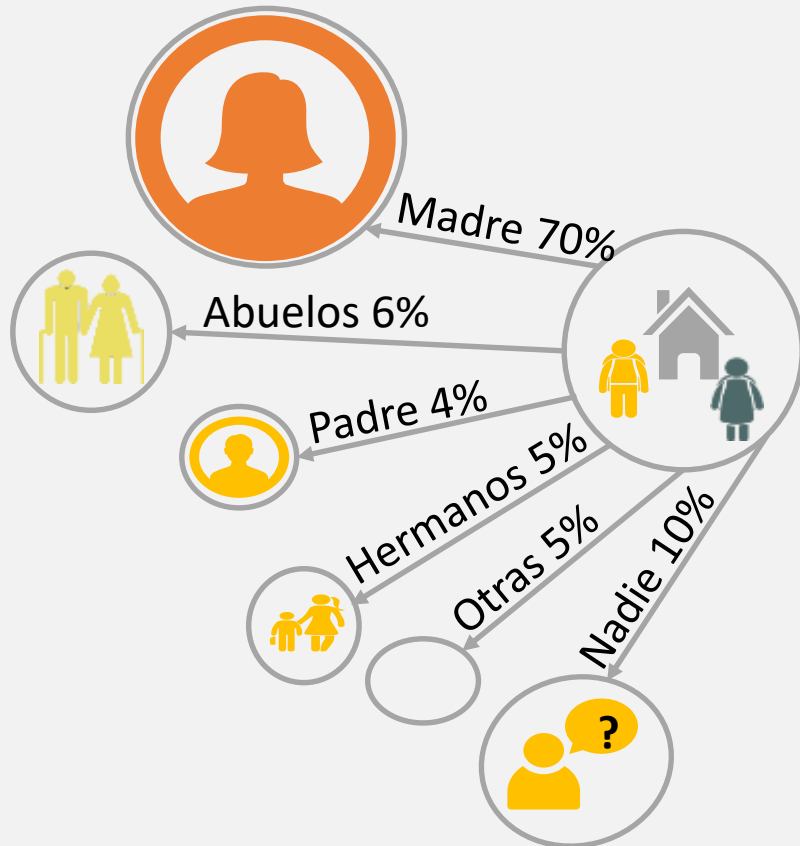 Madre 70%
Abuelos 6%
Padre 4%
Hermanos 5%
Otras 5%
Nadie 10%
?